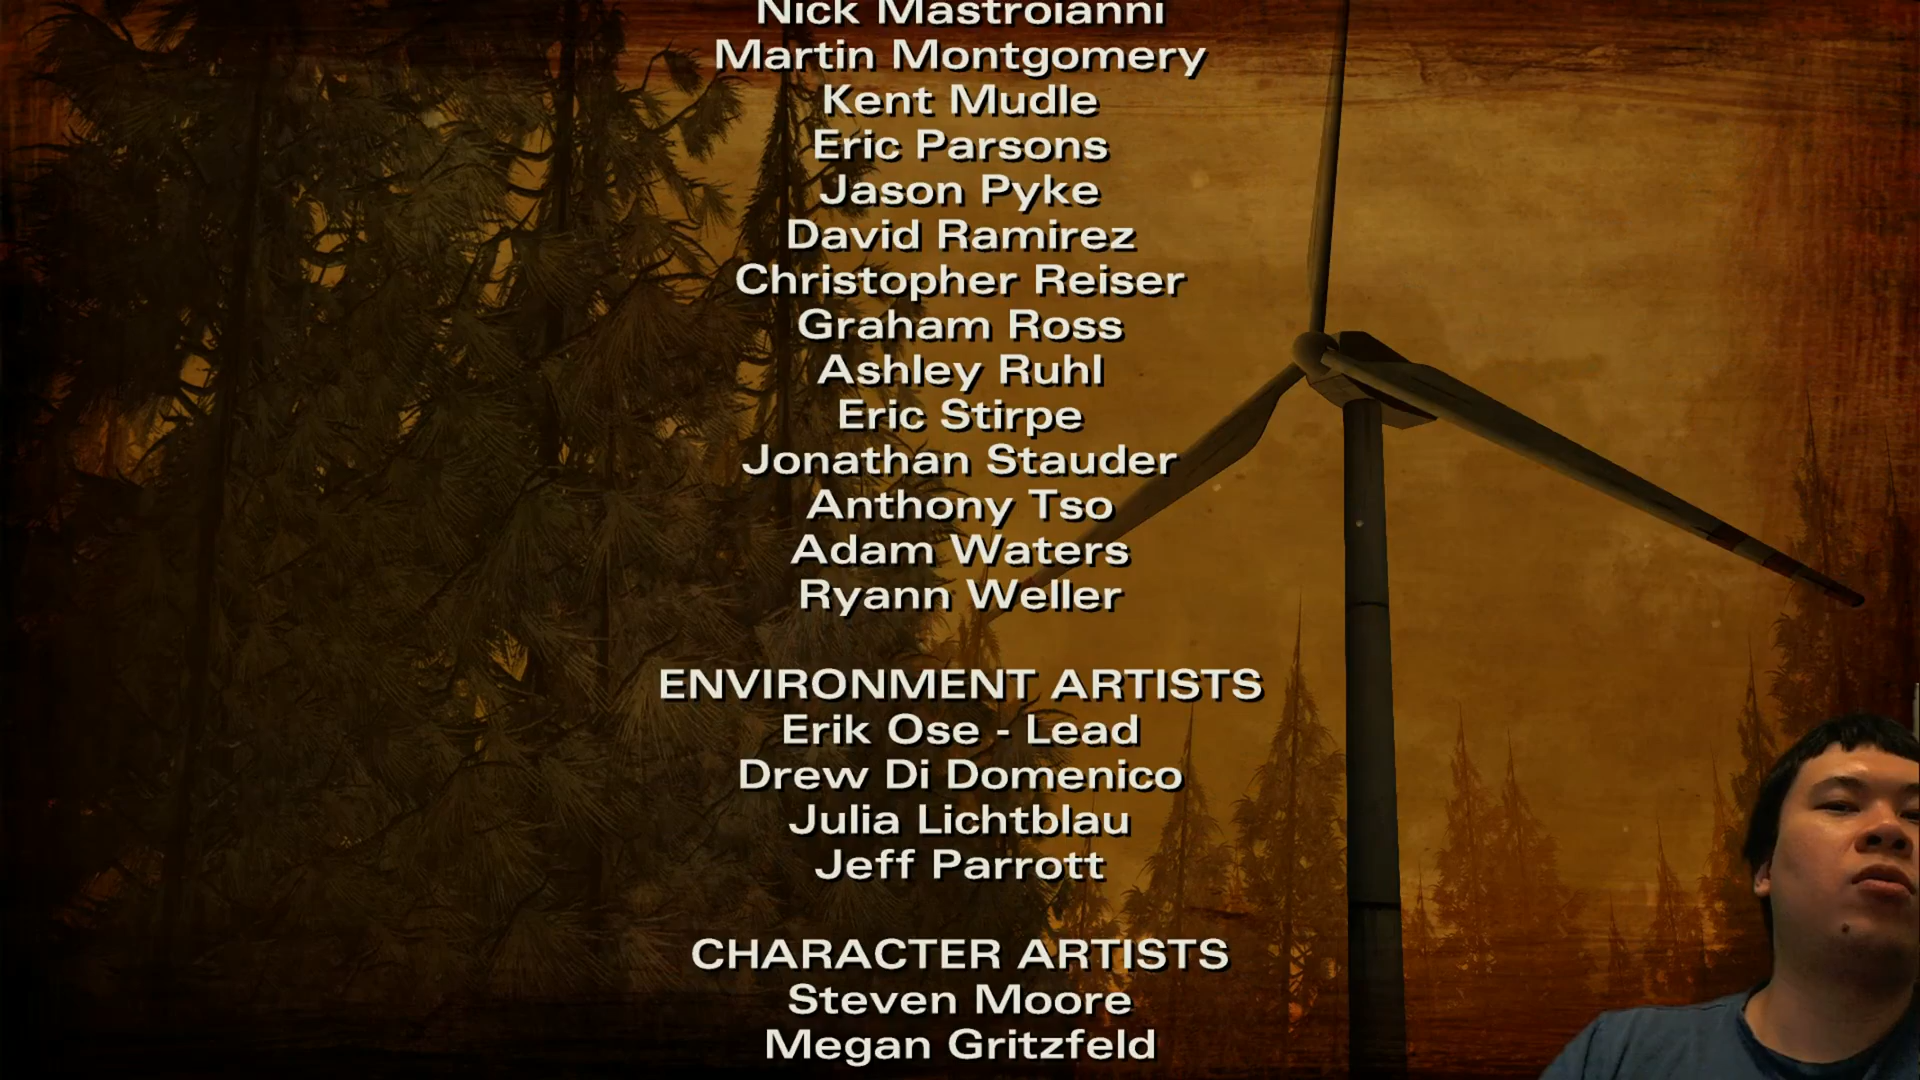 Nick Mastroianni
Martin Montgomery
Kent Mudle
Eric Parsons
Jason Pyke
David Ramirez
Christopher Reiser
Graham Ross
Ashley Ruhl
Eric Stirpe
Jonathan Stauder
Anthony Tso
Adam Waters
Ryann Weller
ENVIRONMENT ARTISTS
Erik Ose - Lead
Drew Di Domenico
Julia Lichtblau
Jeff Parrott
CHARACTER ARTISTS
Steven Moore
Megan Gritzfeld